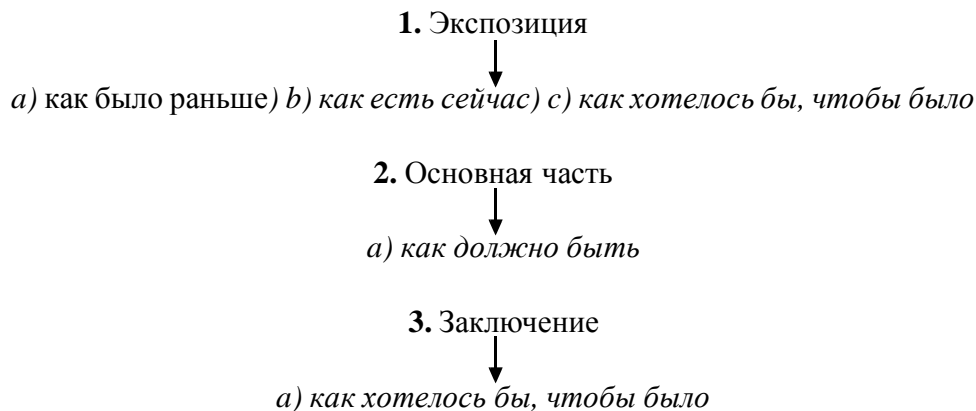 1. Экспозиция
a) как было раньше) b) как есть сейчас) c) как хотелось бы, чтобы было
2. Основная часть
a) как должно быть
3. Заключение
a) как хотелось бы, чтобы было